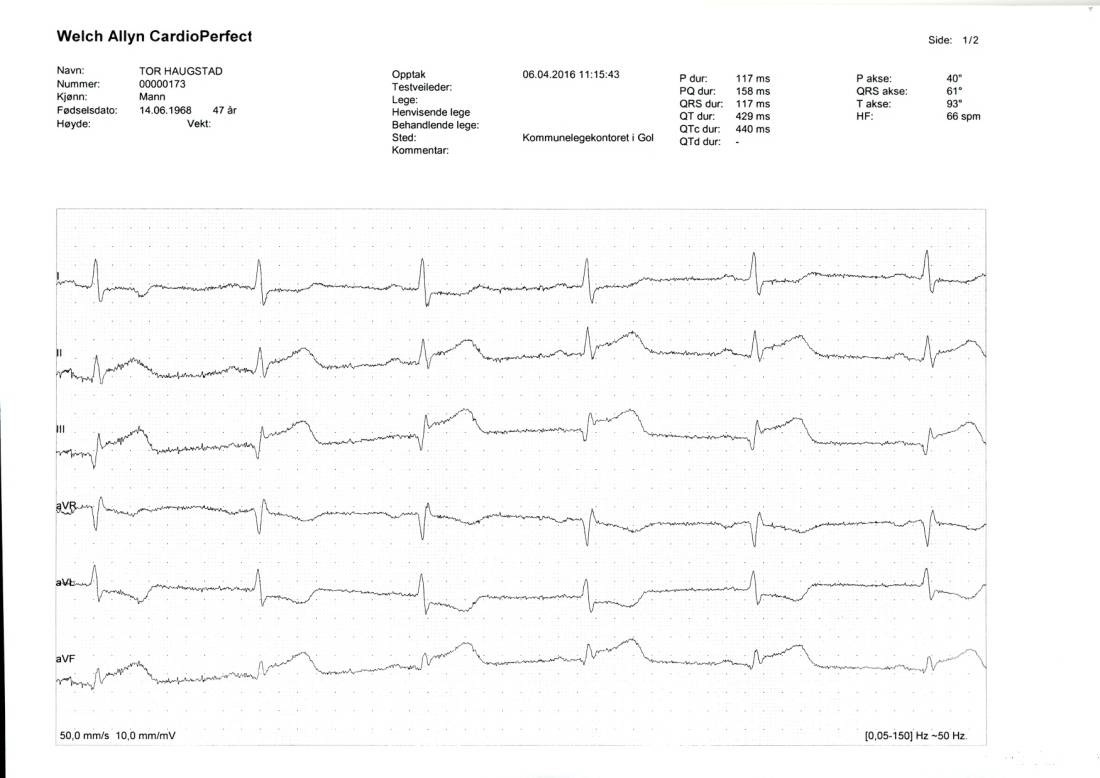 Welch Allyn CardioPerfect
Side: 1/2
Navn: TOR HAUGSTAD
Nummer: 00000173
Kjønn: Mann
Fødselsdato: 14.06.1968 47 år
Høyde: Vekt:
Opptak 06.04.2016 11:15:43
Testveileder:
Lege:
Henvisende lege
Behandlende lege:
Sted: Kommunelegekontoret i Gol
Kommentar:
P dur: 117 ms
PQ dur: 158 ms
QRS dur: 117 ms
QT dur: 429 ms
QTc dur: 440 ms
QTd dur: -
P akse: 40°
QRS akse: 61°
T akse: 93°
HF: 66 spm
I
II
III
aVR
aVL
aVF
50,0 mm/s 10,0 mm/mV
[0,05-150] Hz ~50 Hz.